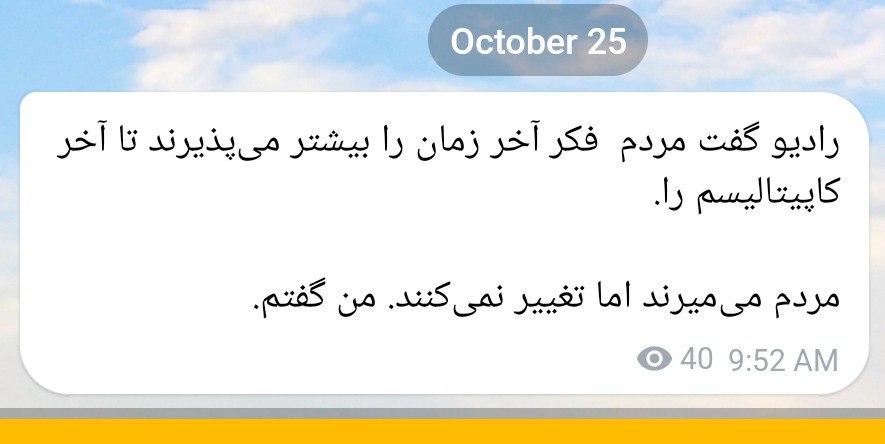 October 25
رادیو گفت مردم  فکر آخر زمان را بیشتر می‌پذیرند تا آخر
کاپیتالیسم را.
مردم می‌میرند اما تغییر نمی‌کنند. من گفتم.
40 9:52 AM